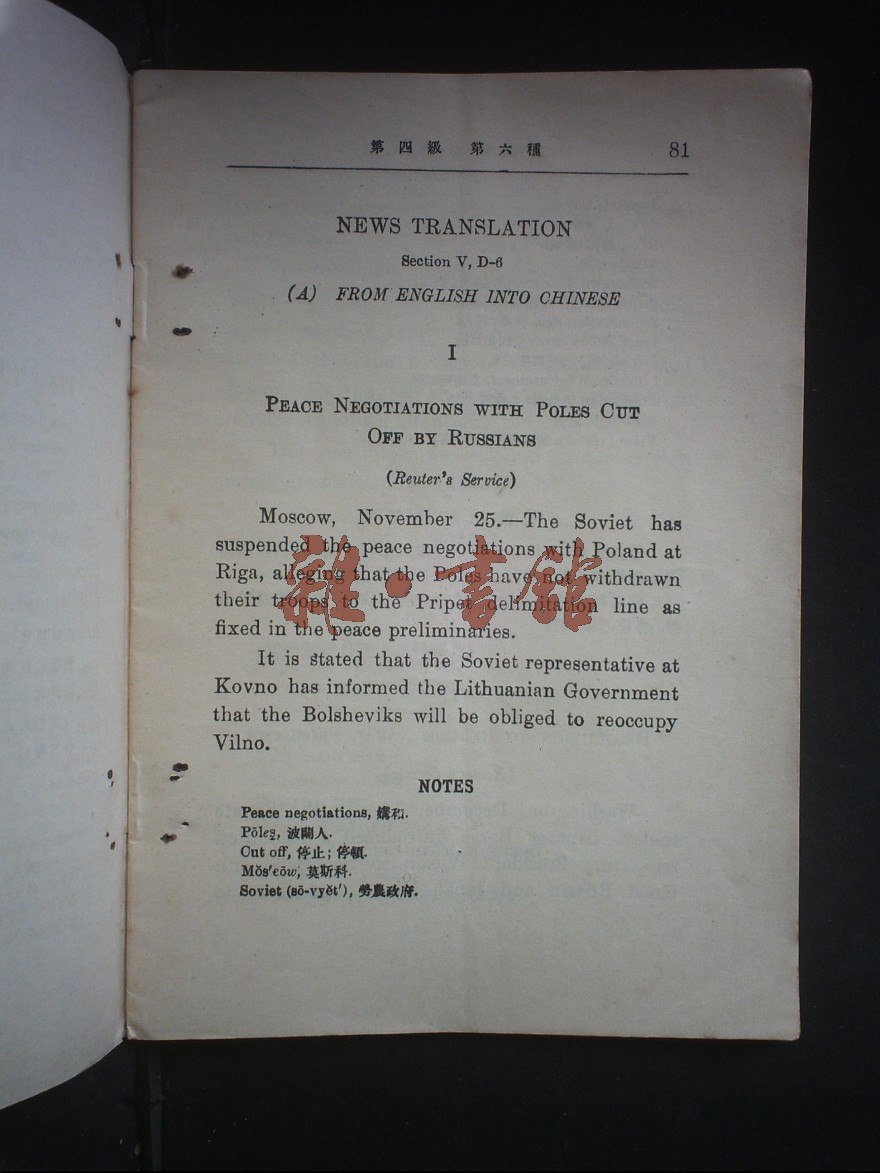 第四級 第六種 81
NEWS TRANSLATION
Section V, D-6
(A) FROM ENGLISH INTO CHINESE
I
PEACE NEGOTIATIONS WITH POLES CUT
OFF BY RUSSIANS
(Reuter's Service)
Moscow, November 25.—The Soviet has
suspended the peace negotiations with Poland at
Riga, alleging that the Poles have not withdrawn
their troops to the Pripet delimitation line as
fixed in the peace preliminaries.
It is stated that the Soviet representative at
Kovno has informed the Lithuanian Government
that the Bolsheviks will be obliged to reoccupy
Vilno.
雜·書館
NOTES
Peace negotiations, 媾和.
Pōleș, 波蘭人.
Cut off, 停止; 停頓.
Mŏs'cōw, 莫斯科.
Soviet (sō-vyĕt'), 勞農政府.